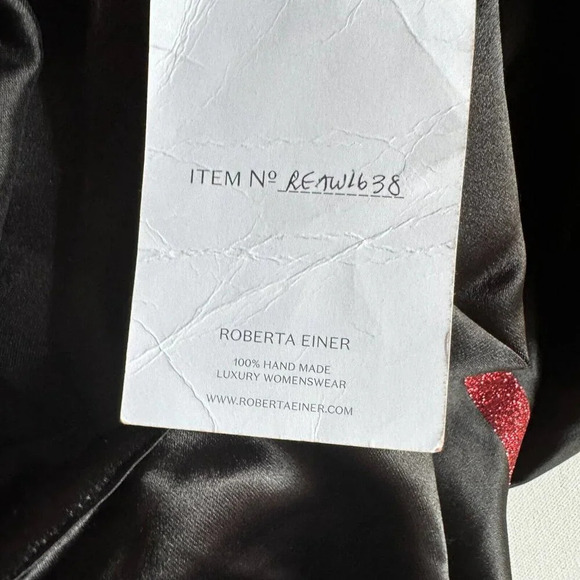 ITEM Nº REAW1638
ROBERTA EINER
100% HAND MADE
LUXURY WOMENSWEAR
WWW.ROBERTAEINER.COM